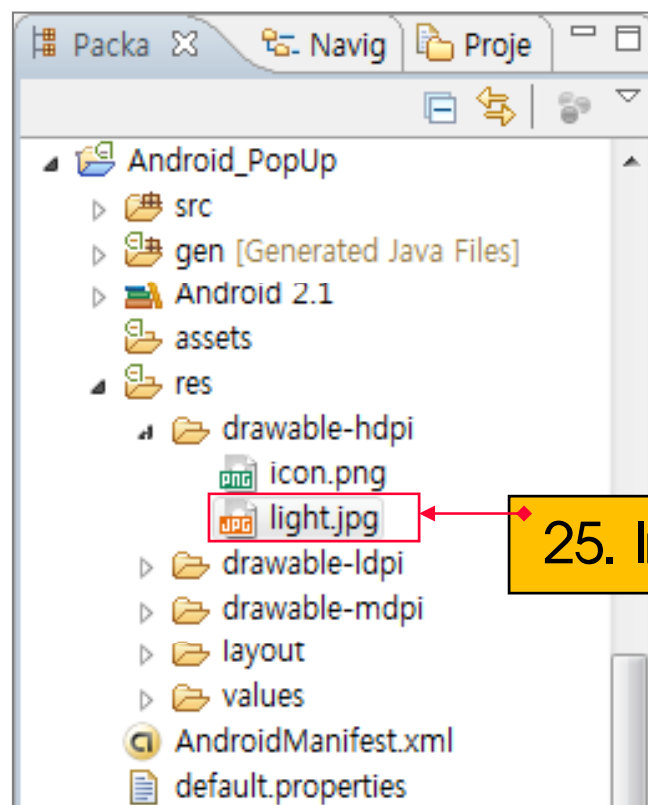 Packa Navig Proje
Android_PopUp
src
gen [Generated Java Files]
Android 2.1
assets
res
drawable-hdpi
icon.png
light.jpg
25.
drawable-ldpi
drawable-mdpi
layout
values
AndroidManifest.xml
default.properties